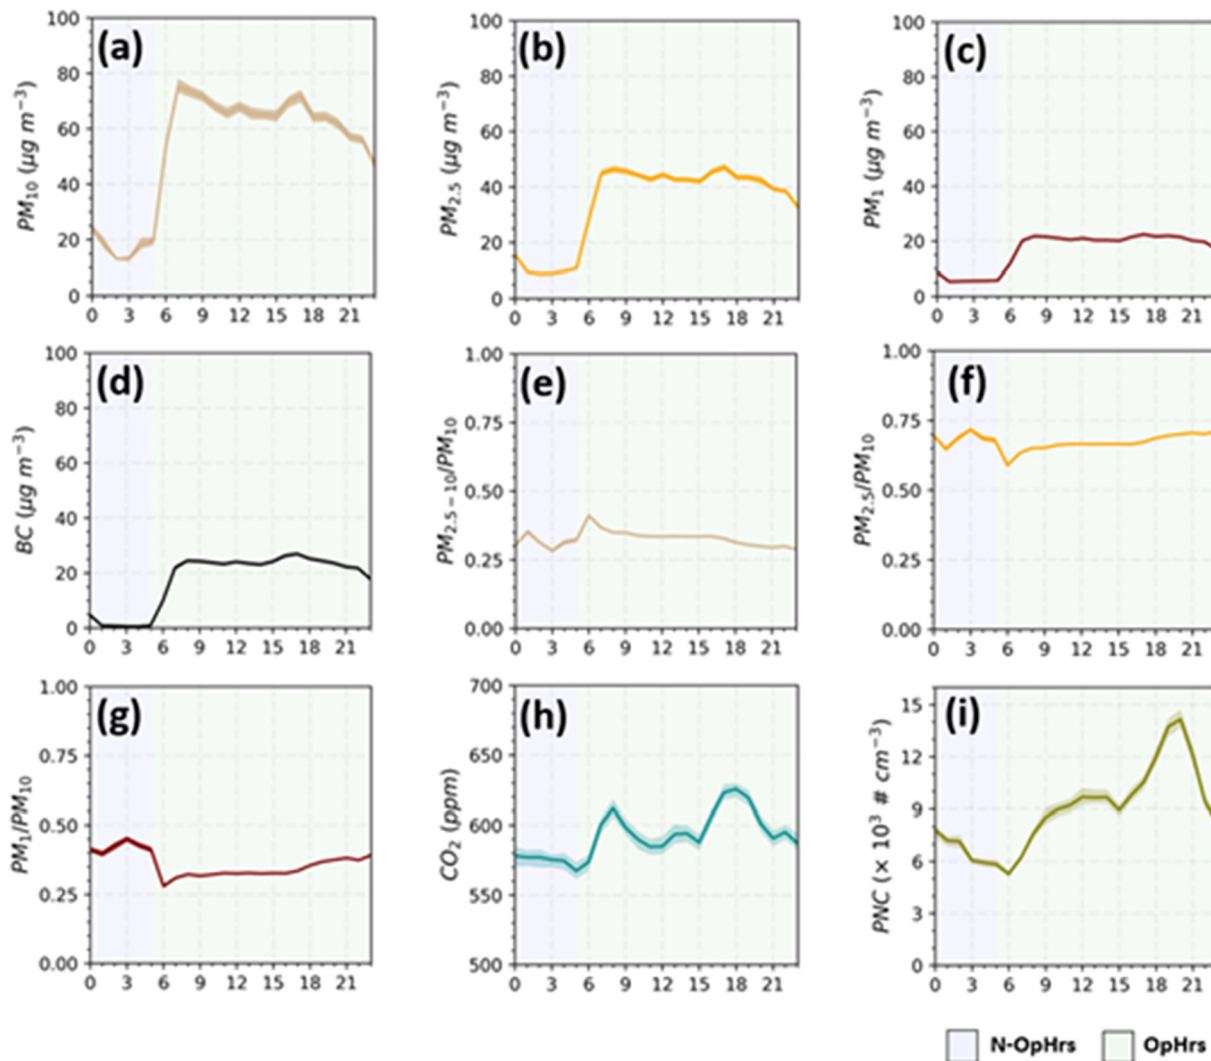 (a)
PM10 (μg m−3)
100
80
60
40
20
0
0 3 6 9 12 15 18 21
(b)
PM2.5 (μg m−3)
100
80
60
40
20
0
0 3 6 9 12 15 18 21
(c)
PM1 (μg m−3)
100
80
60
40
20
0
0 3 6 9 12 15 18 21
(d)
BC (μg m−3)
100
80
60
40
20
0
0 3 6 9 12 15 18 21
(e)
PM2.5−10/PM10
1.00
0.75
0.50
0.25
0.00
0 3 6 9 12 15 18 21
(f)
PM2.5/PM10
1.00
0.75
0.50
0.25
0.00
0 3 6 9 12 15 18 21
(g)
PM1/PM10
1.00
0.75
0.50
0.25
0.00
0 3 6 9 12 15 18 21
(h)
CO2 (ppm)
700
650
600
550
500
0 3 6 9 12 15 18 21
(i)
PNC (× 10³ # cm−3)
15
12
9
6
3
0
0 3 6 9 12 15 18 21
N-OpHrs OpHrs